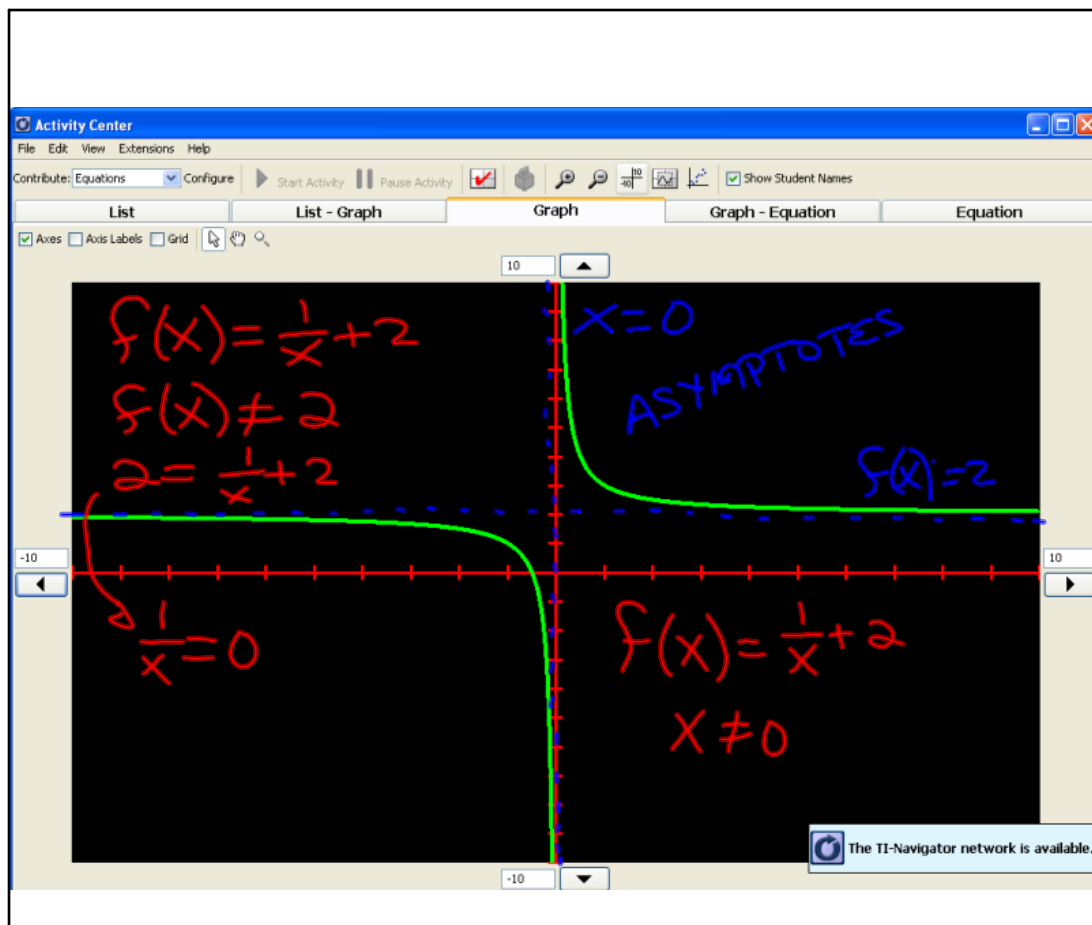 Activity Center
File Edit View Extensions Help
Contribute: Equations Configure Start Activity Pause Activity Show Student Names
List List - Graph Graph Graph - Equation Equation
Axes Axis Labels Grid
10
f(x) = 1/x + 2
x = 0
ASYMPTOTES
f(x) ≠ 2
2 = 1/x + 2
f(x) = 2
-10
10
1/x = 0
f(x) = 1/x + 2
x ≠ 0
The TI-Navigator network is available.
-10